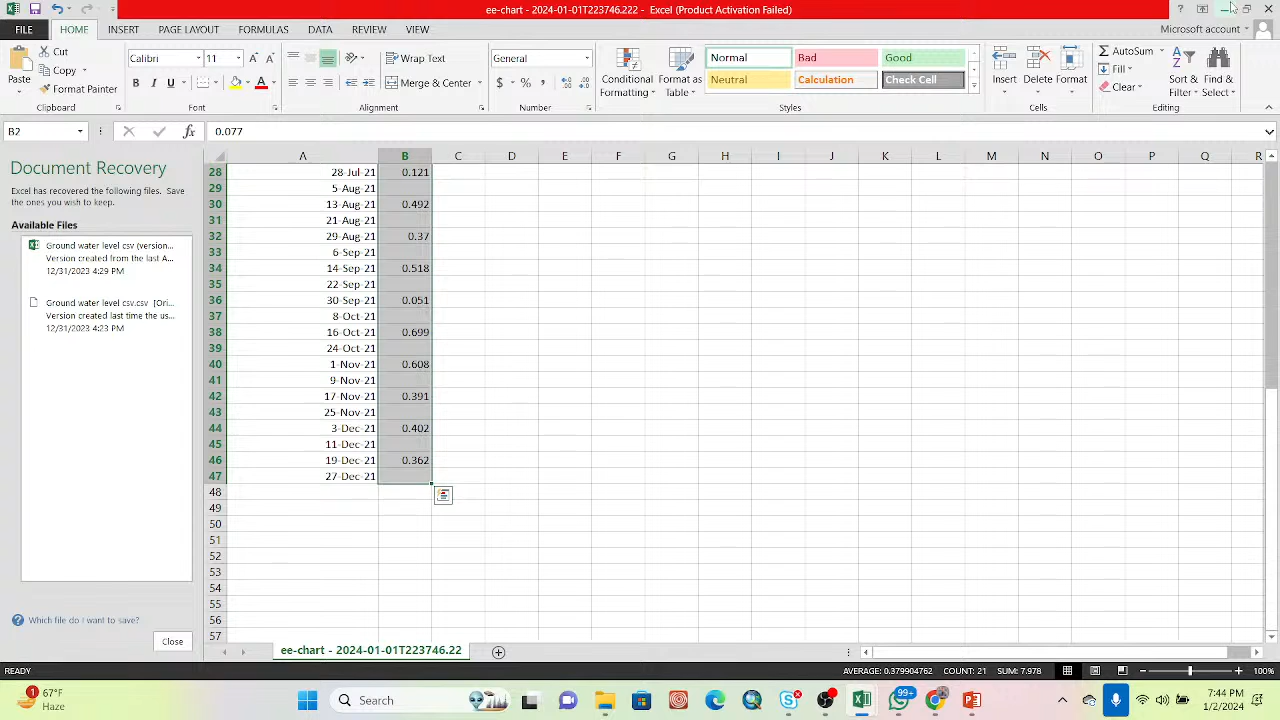 ee-chart - 2024-01-01T223746.222 - Excel (Product Activation Failed)
FILE HOME INSERT PAGE LAYOUT FORMULAS DATA REVIEW VIEW Microsoft account
Paste
Cut
Copy
Format Painter
Clipboard
Calibri 11
B I U
Font
Wrap Text
Merge & Center
Alignment
General
$ % ,
Number
Conditional Formatting
Format as Table
Normal Bad Good
Neutral Calculation Check Cell
Styles
Insert Delete Format
Cells
AutoSum
Fill
Clear
Sort & Filter
Find & Select
Editing
B2 fx 0.077
Document Recovery
Excel has recovered the following files. Save
the ones you wish to keep.
Available Files
Ground water level csv (version...
Version created from the last A...
12/31/2023 4:29 PM
Ground water level csv.csv [Ori...
Version created last time the us...
12/31/2023 4:23 PM
Which file do I want to save?
Close
A B C D E F G H I J K L M N O P Q R
28 28-Jul-21 0.121
29 5-Aug-21
30 13-Aug-21 0.492
31 21-Aug-21
32 29-Aug-21 0.37
33 6-Sep-21
34 14-Sep-21 0.518
35 22-Sep-21
36 30-Sep-21 0.051
37 8-Oct-21
38 16-Oct-21 0.699
39 24-Oct-21
40 1-Nov-21 0.608
41 9-Nov-21
42 17-Nov-21 0.391
43 25-Nov-21
44 3-Dec-21 0.402
45 11-Dec-21
46 19-Dec-21 0.362
47 27-Dec-21
48
49
50
51
52
53
54
55
56
57
ee-chart - 2024-01-01T223746.22
READY AVERAGE: 0.379904762 COUNT: 21 SUM: 7.978 100%
67°F
Haze
1
Search
99+
7:44 PM
1/2/2024